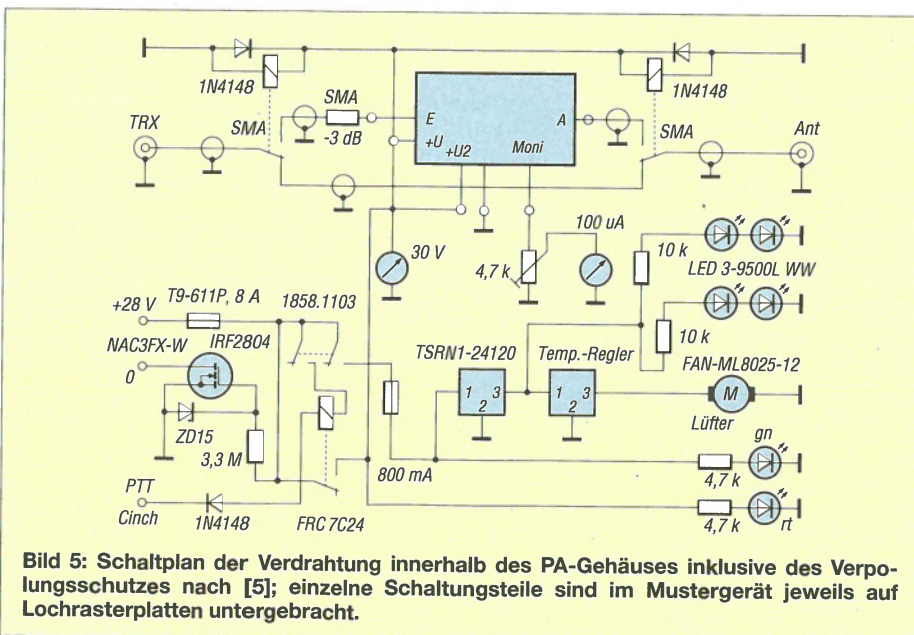 1N4148
SMA
-3 dB
E
+U
+U2
Moni
A
1N4148
TRX
SMA
SMA
Ant
30 V
4,7 k
100 uA
10 k
LED 3-9500L WW
10 k
+28 V
T9-611P, 8 A
1858.1103
NAC3FX-W
IRF2804
0
TSRN1-24120
Temp.-Regler
FAN-ML8025-12
1 3
2
1 3
2
M
Lüfter
ZD15
3,3 M
800 mA
gn
4,7 k
PTT
Cinch
1N4148
FRC 7C24
4,7 k
rt
Bild 5: Schaltplan der Verdrahtung innerhalb des PA-Gehäuses inklusive des Verpo-
lungsschutzes nach [5]; einzelne Schaltungsteile sind im Mustergerät jeweils auf
Lochrasterplatten untergebracht.